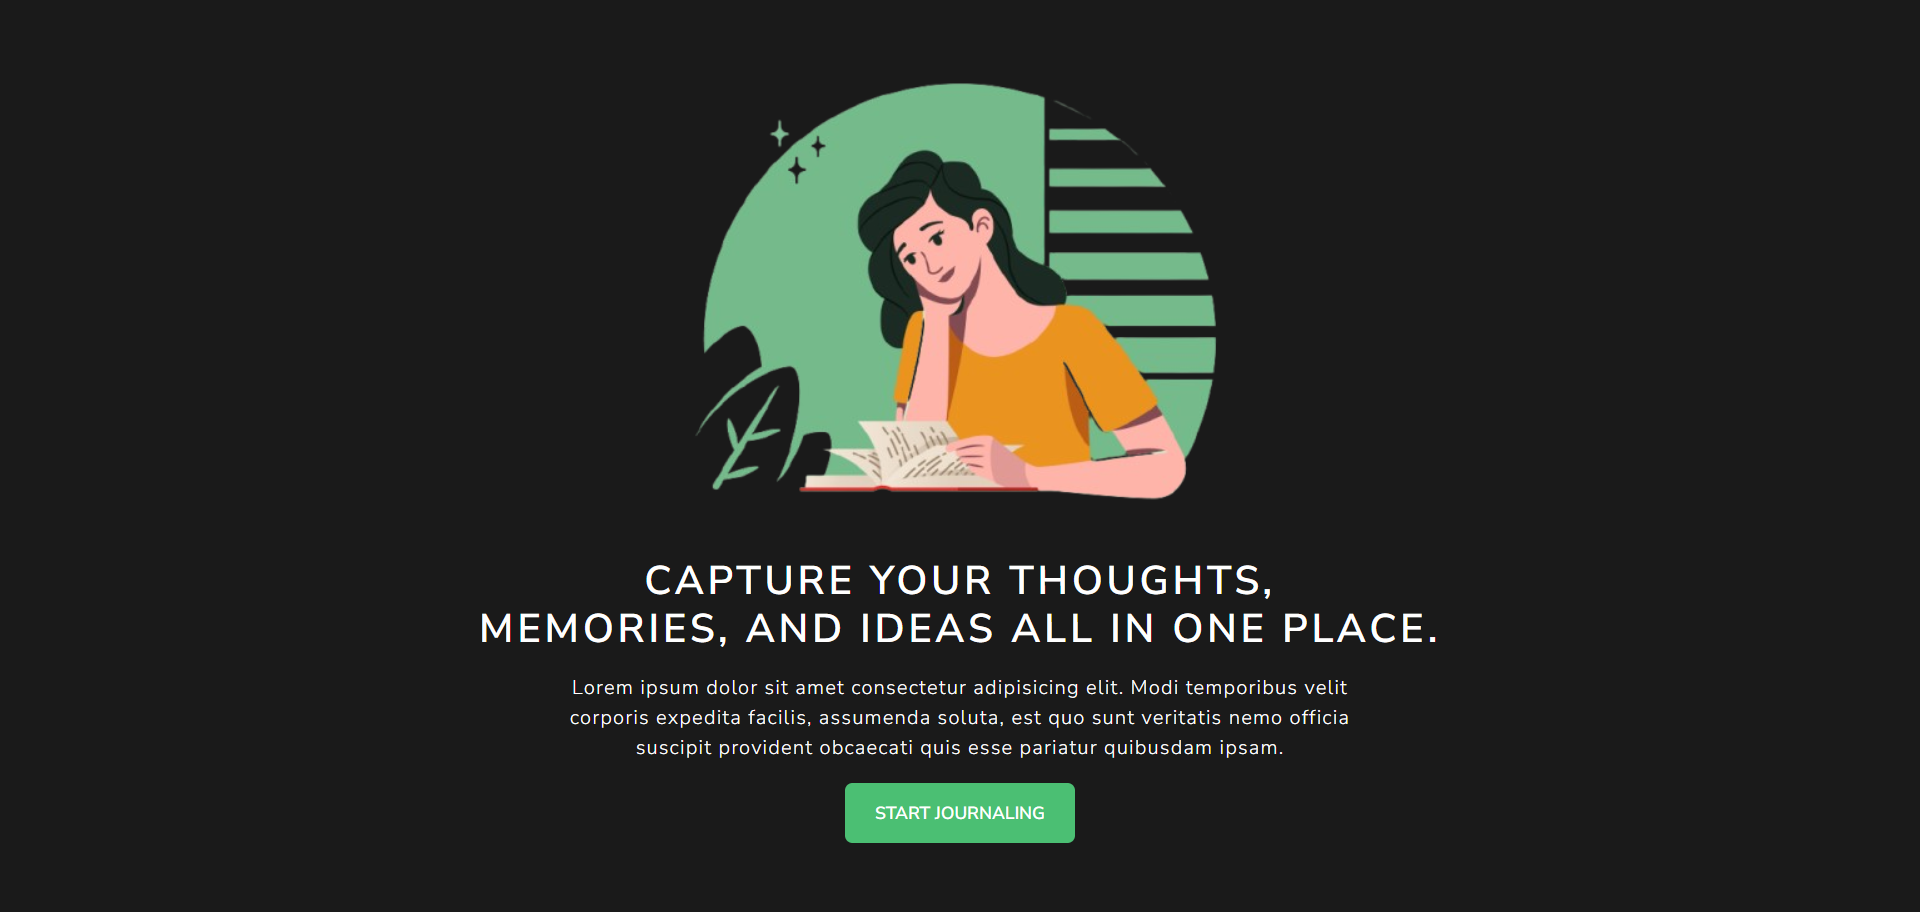 CAPTURE YOUR THOUGHTS,
MEMORIES, AND IDEAS ALL IN ONE PLACE.
Lorem ipsum dolor sit amet consectetur adipisicing elit. Modi temporibus velit
corporis expedita facilis, assumenda soluta, est quo sunt veritatis nemo officia
suscipit provident obcaecati quis esse pariatur quibusdam ipsam.
START JOURNALING